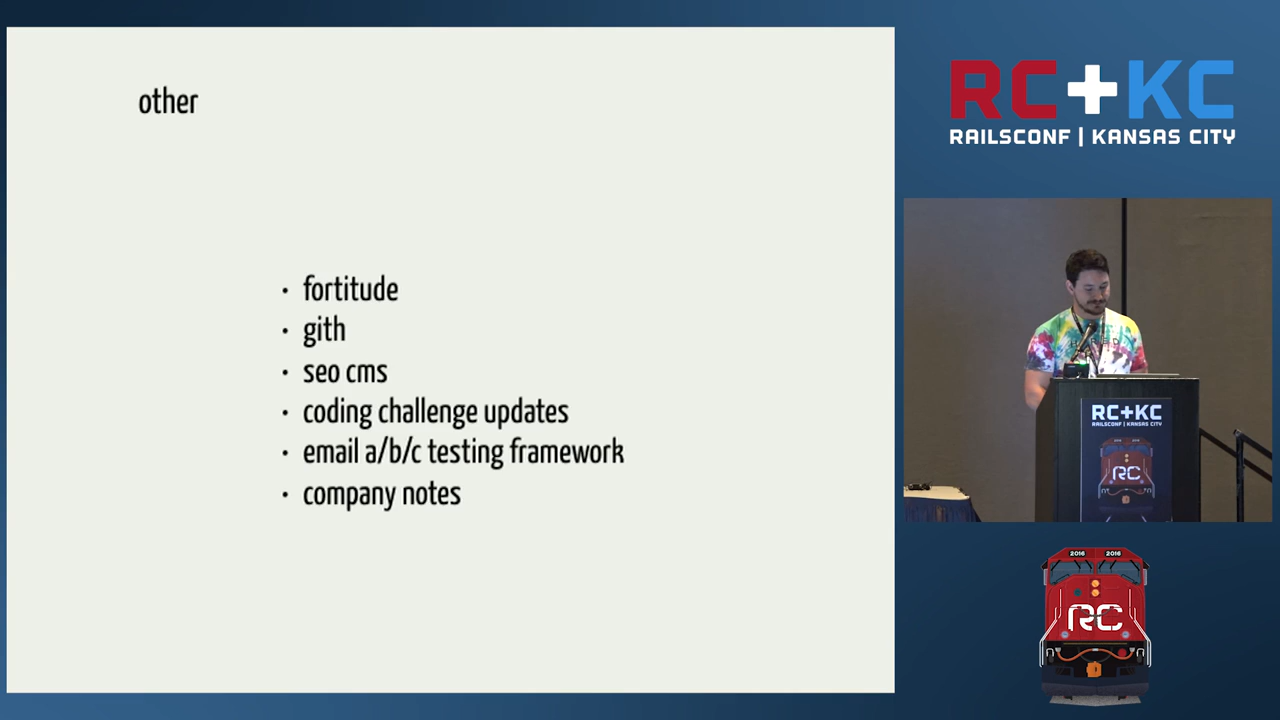 other
• fortitude
• gith
• seo cms
• coding challenge updates
• email a/b/c testing framework
• company notes
RC+KC
RAILSCONF | KANSAS CITY
HIRED
RC+KC
RAILSCONF | KANSAS CITY
RC
2016 2016
RC